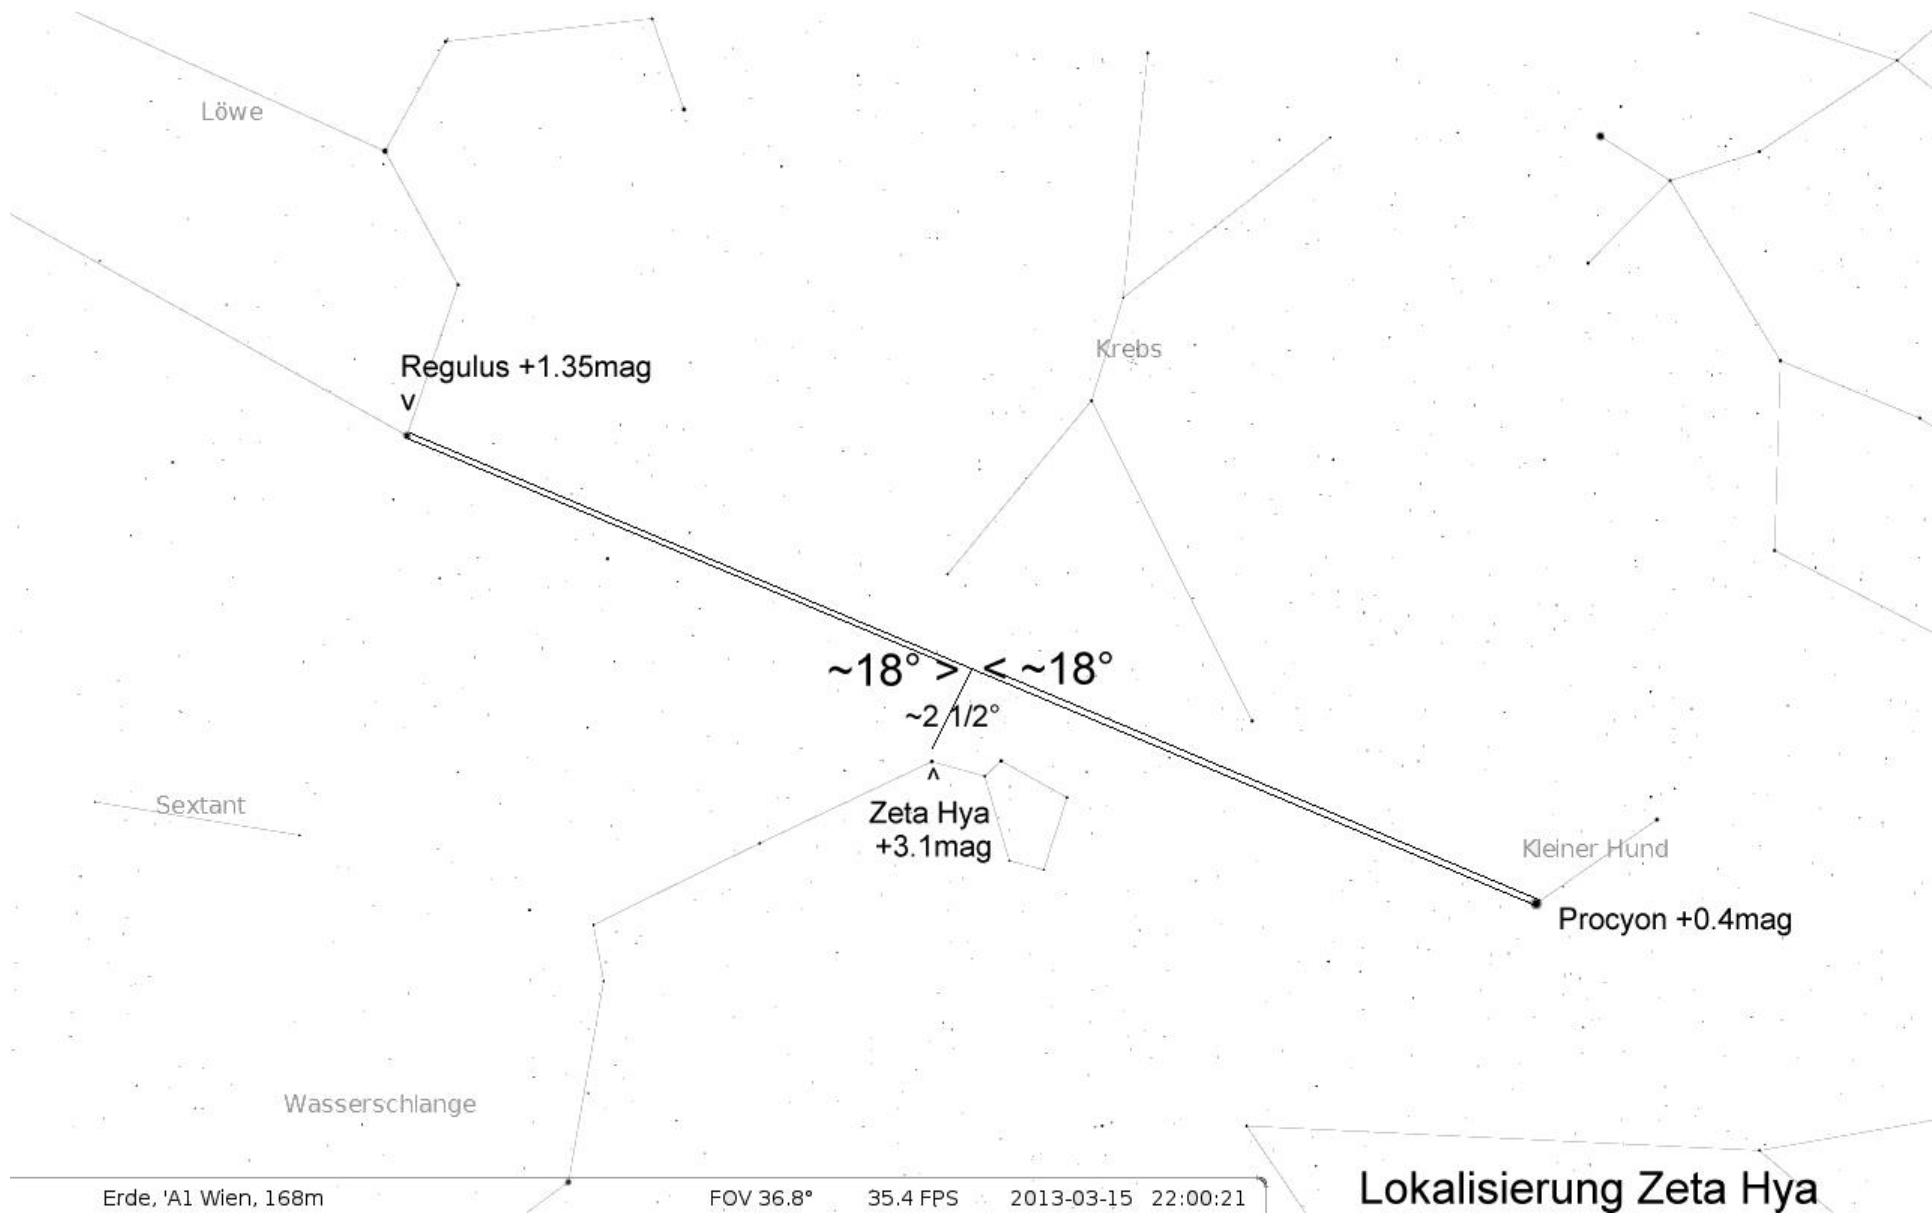 Löwe
Regulus +1.35mag
v
Krebs
~18° > < ~18°
~2 1/2°
^
Zeta Hya
+3.1mag
Sextant
Kleiner Hund
Procyon +0.4mag
Wasserschlange
Lokalisierung Zeta Hya
Erde, 'A1 Wien, 168m FOV 36.8° 35.4 FPS 2013-03-15 22:00:21